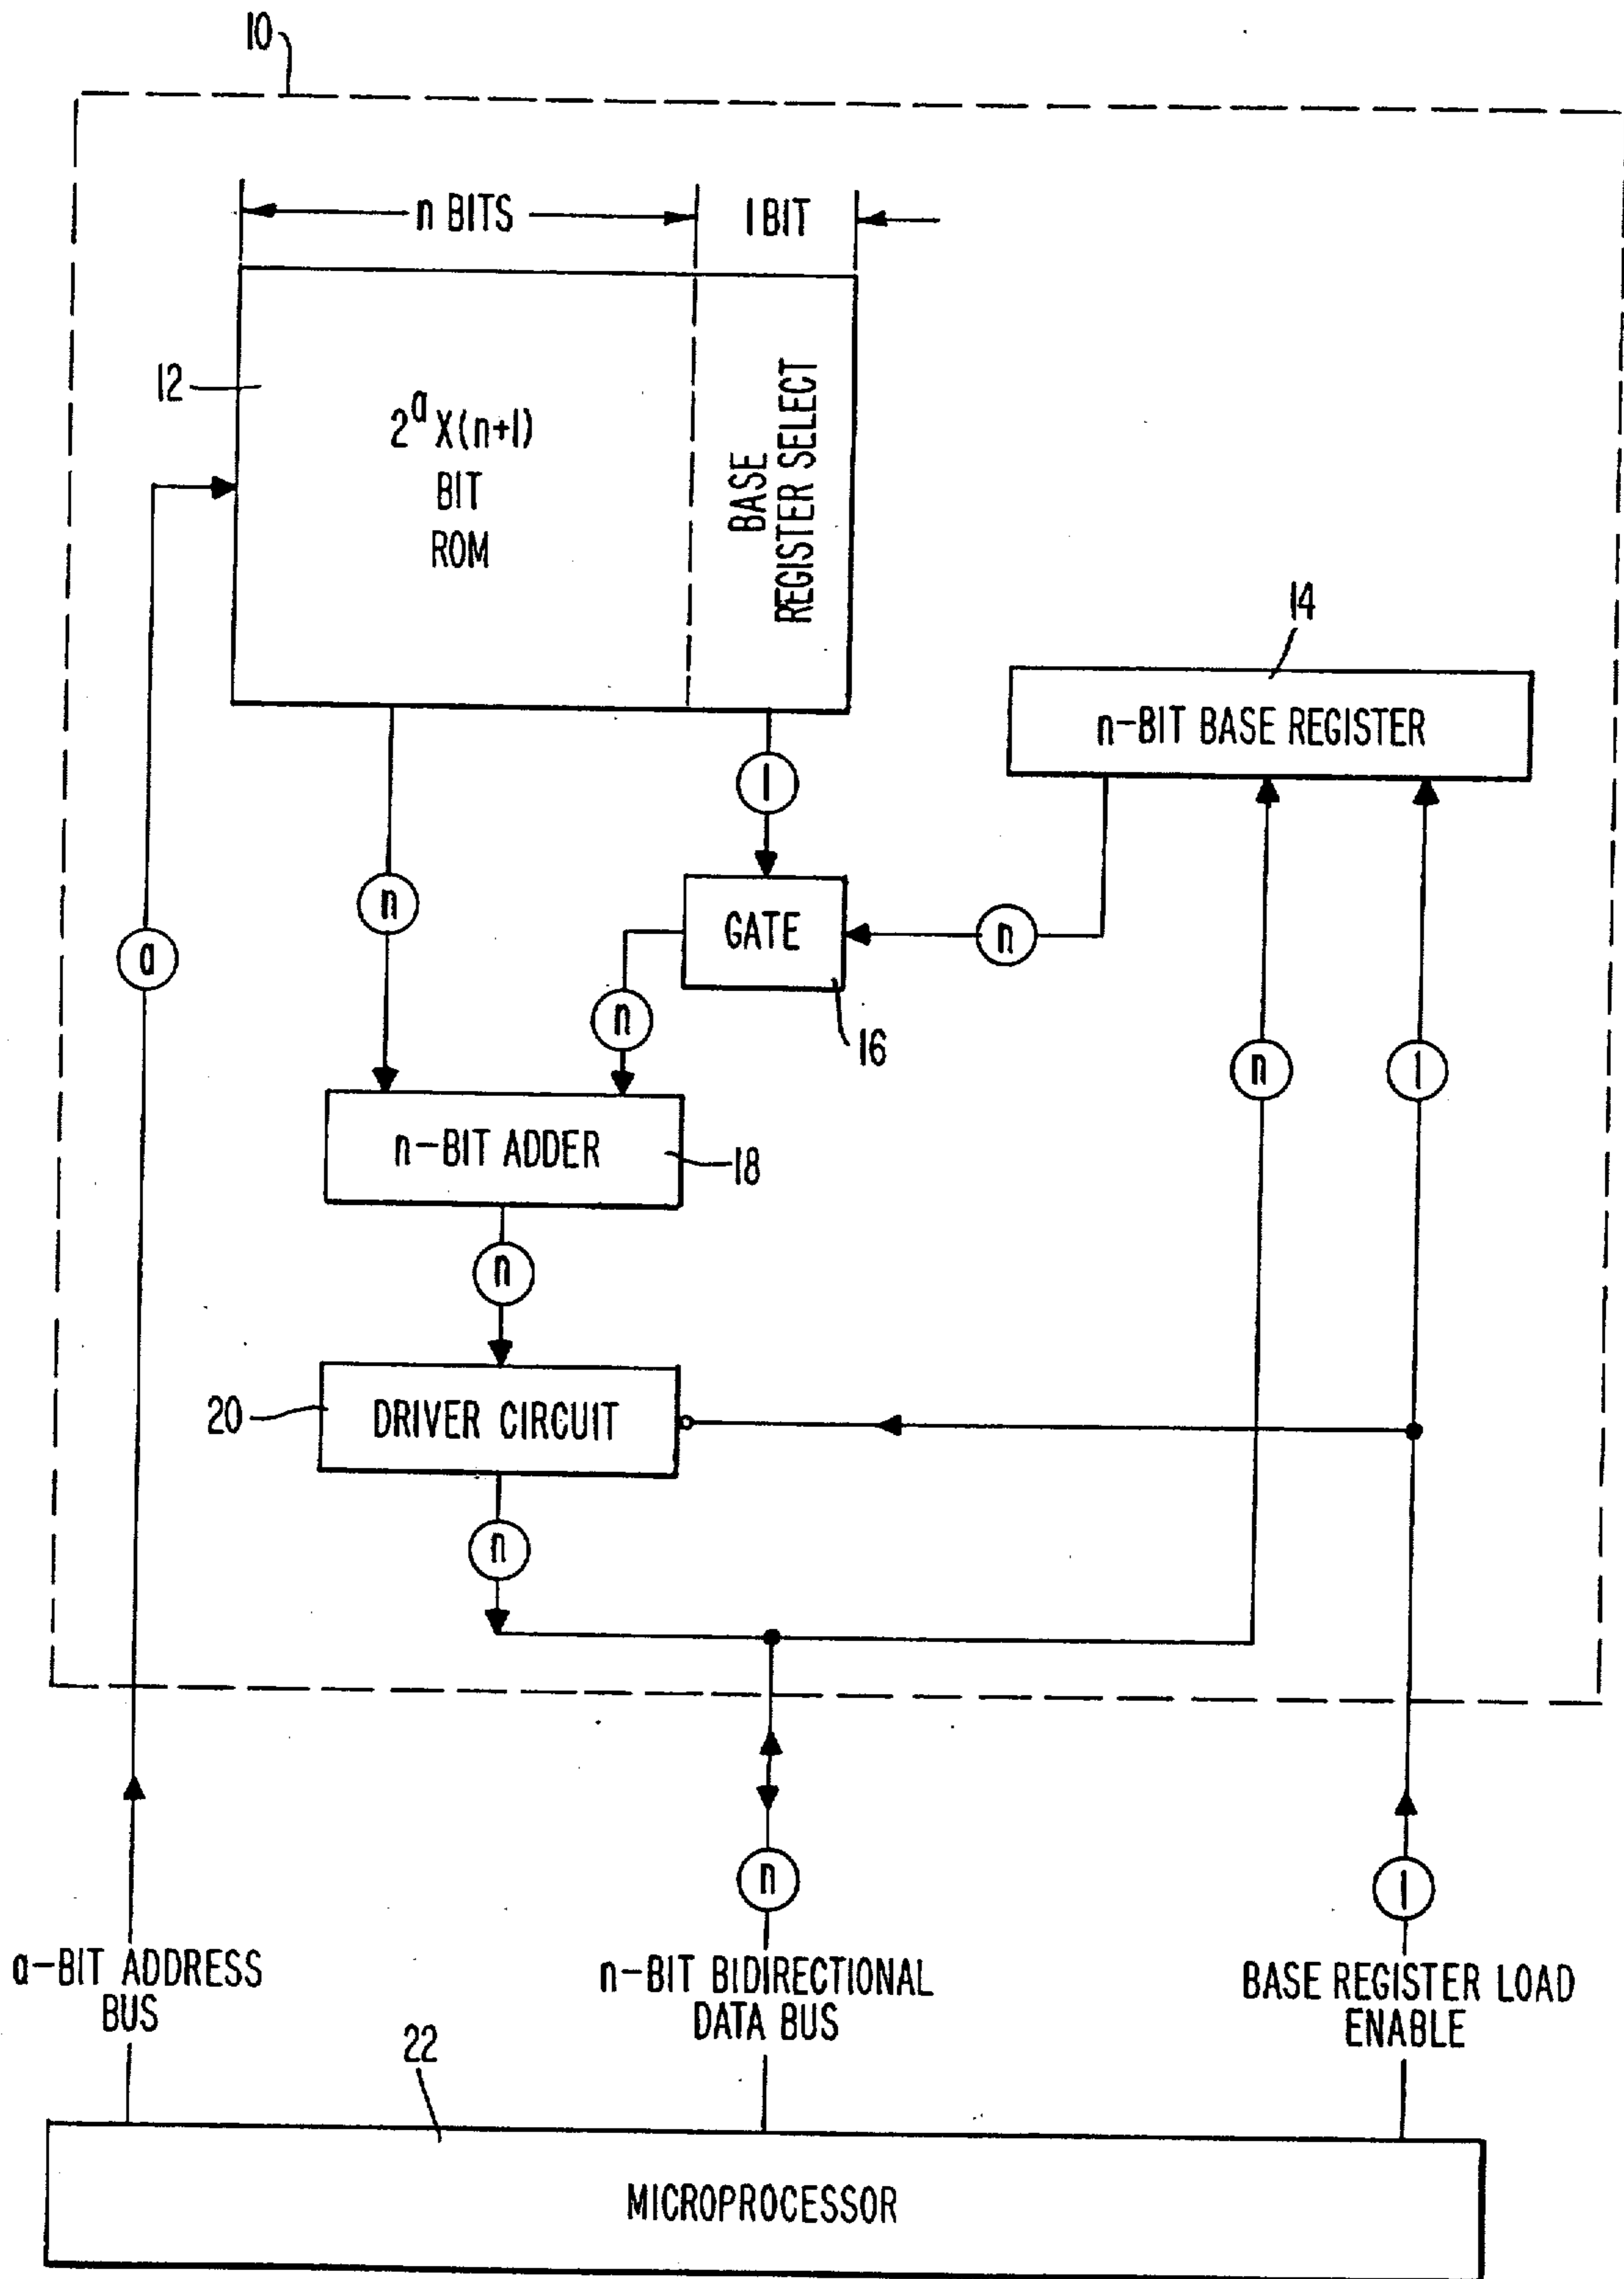 10
n BITS
1 BIT
12
2^a X(n+1)
BIT
ROM
BASE
REGISTER SELECT
14
n-BIT BASE REGISTER
1
n
GATE
n
a
n
16
n
1
n-BIT ADDER
18
n
20
DRIVER CIRCUIT
n
n
1
a-BIT ADDRESS
BUS
n-BIT BIDIRECTIONAL
DATA BUS
BASE REGISTER LOAD
ENABLE
22
MICROPROCESSOR